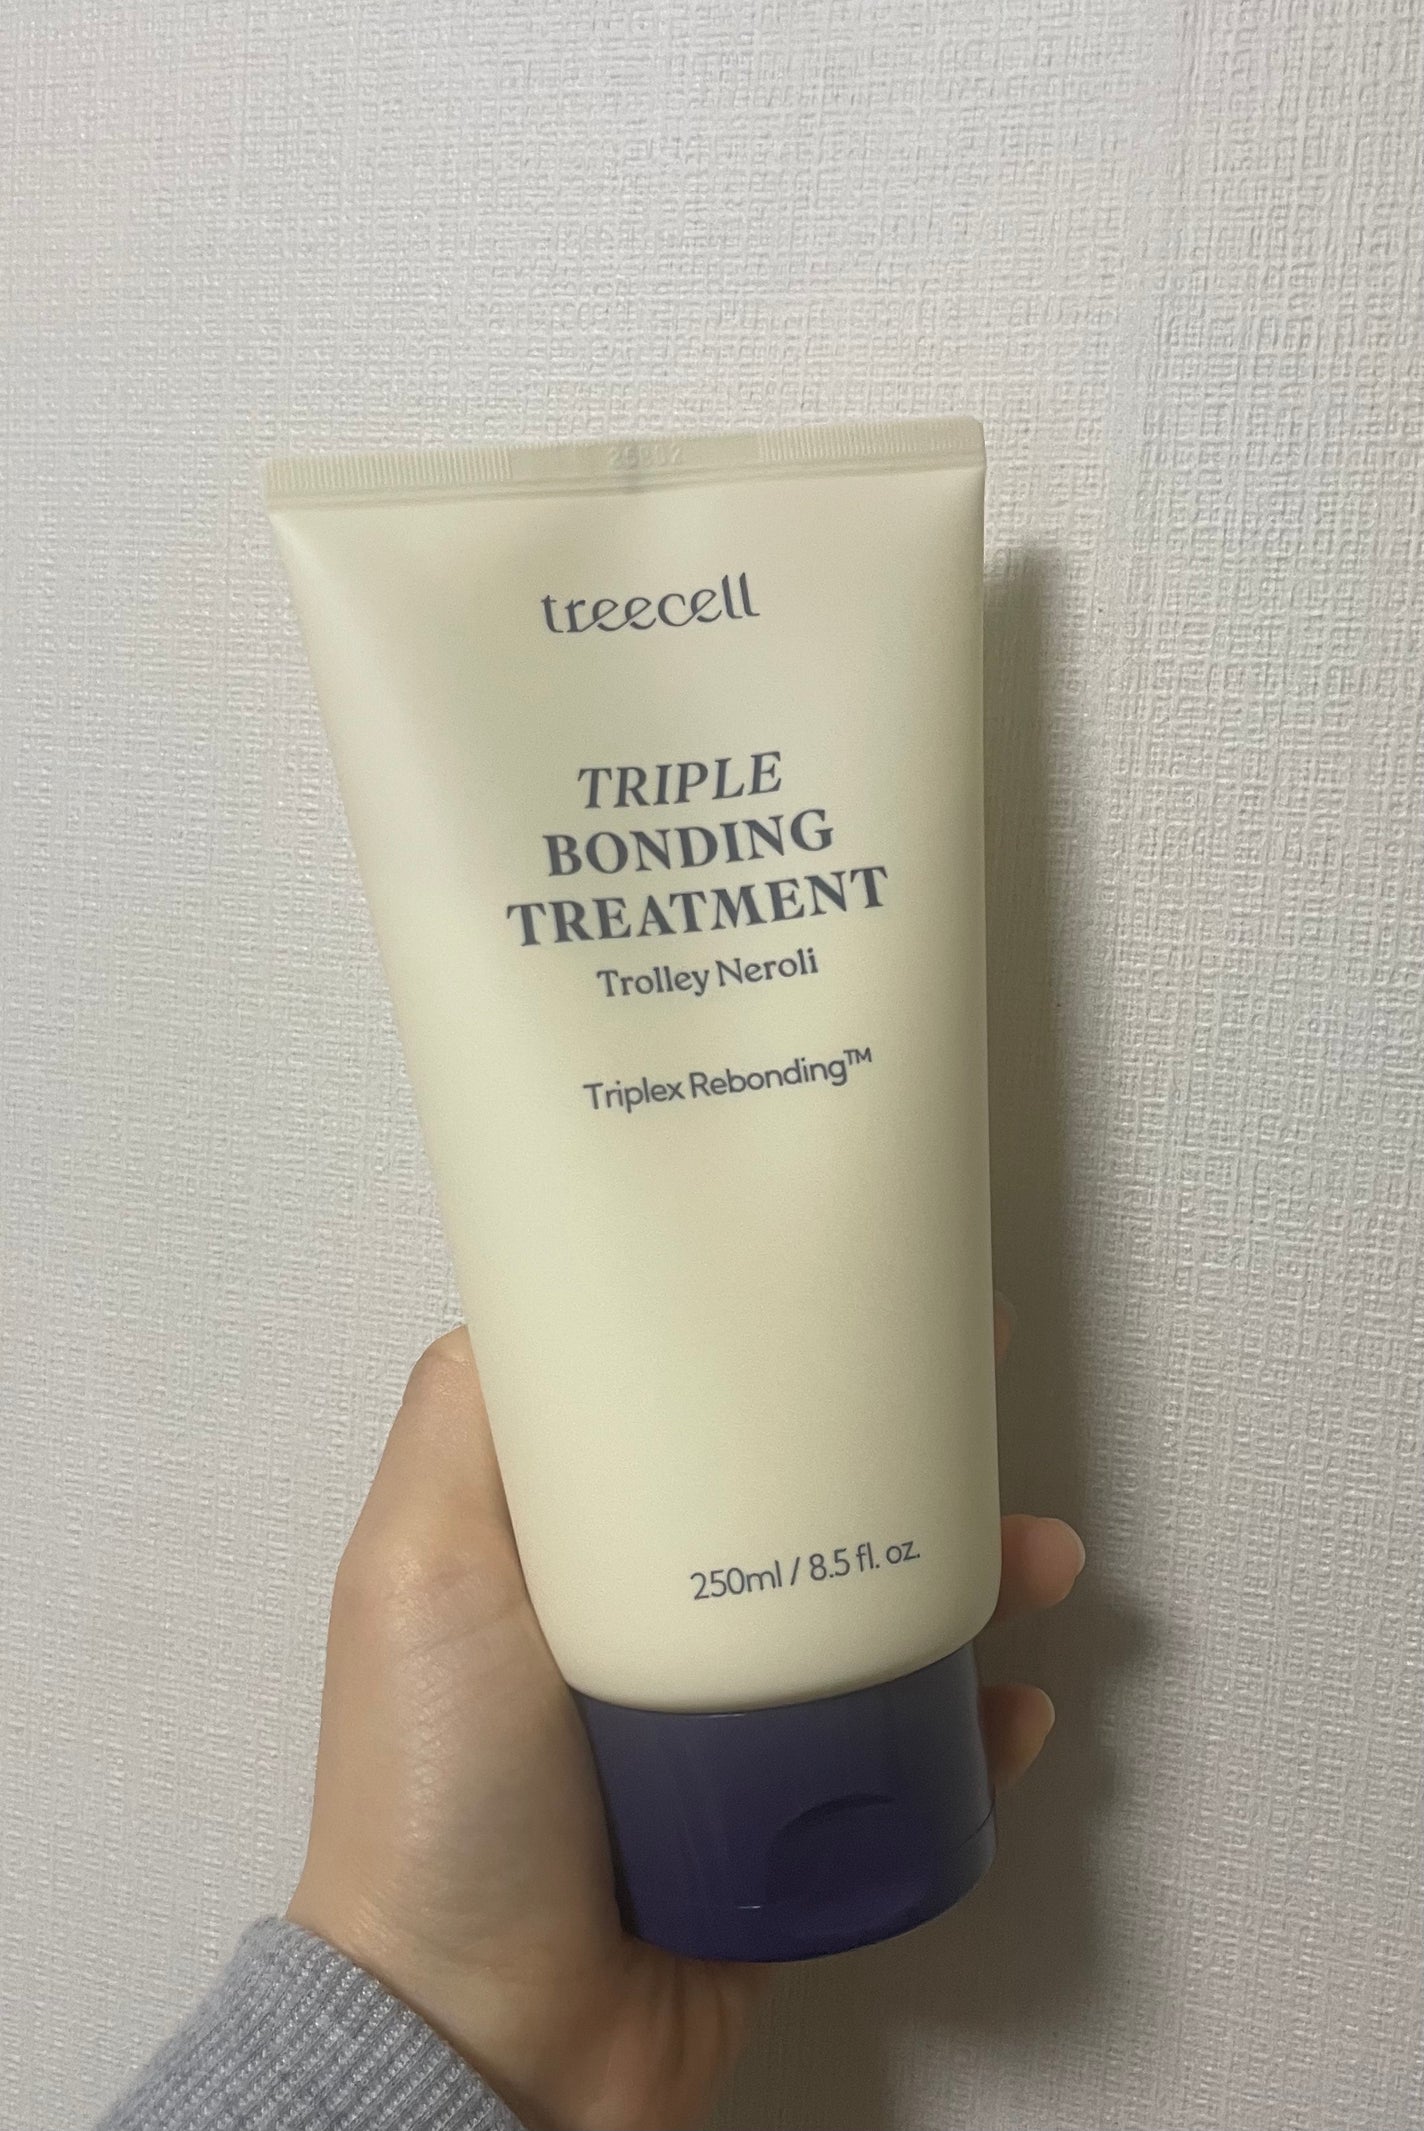 treecell
TRIPLE
BONDING
TREATMENT
Trolley Neroli
Triplex Rebonding™
250ml / 8.5 fl. oz.